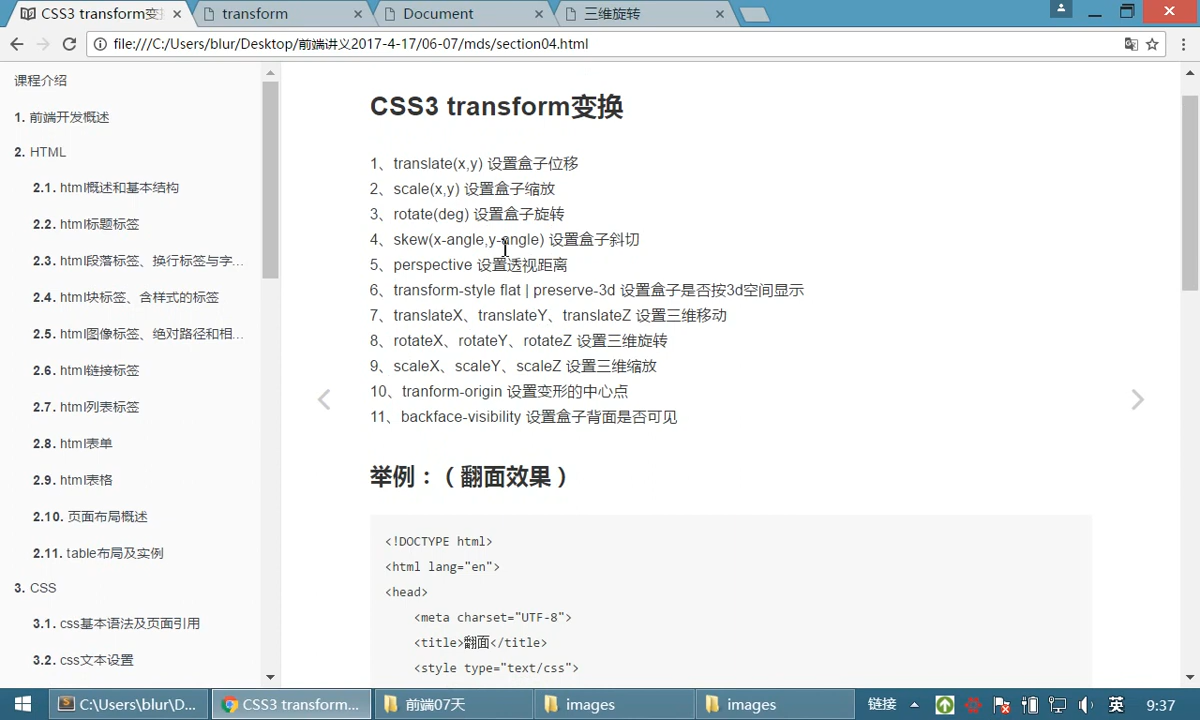 CSS3 transform变
transform
Document
三维旋转
file:///C:/Users/blur/Desktop/前端讲义2017-4-17/06-07/mds/section04.html
课程介绍
1. 前端开发概述
2. HTML
2.1. html概述和基本结构
2.2. html标题标签
2.3. html段落标签、换行标签与字...
2.4. html块标签、含样式的标签
2.5. html图像标签、绝对路径和相...
2.6. html链接标签
2.7. html列表标签
2.8. html表单
2.9. html表格
2.10. 页面布局概述
2.11. table布局及实例
3. CSS
3.1. css基本语法及页面引用
3.2. css文本设置
CSS3 transform变换
1、translate(x,y) 设置盒子位移
2、scale(x,y) 设置盒子缩放
3、rotate(deg) 设置盒子旋转
4、skew(x-angle,y-angle) 设置盒子斜切
5、perspective 设置透视距离
6、transform-style flat | preserve-3d 设置盒子是否按3d空间显示
7、translateX、translateY、translateZ 设置三维移动
8、rotateX、rotateY、rotateZ 设置三维旋转
9、scaleX、scaleY、scaleZ 设置三维缩放
10、tranform-origin 设置变形的中心点
11、backface-visibility 设置盒子背面是否可见
举例：（翻面效果）
<!DOCTYPE html>
<html lang="en">
<head>
<meta charset="UTF-8">
<title>翻面</title>
<style type="text/css">
C:\Users\blur\D...
CSS3 transform...
前端07天
images
images
链接
英
9:37